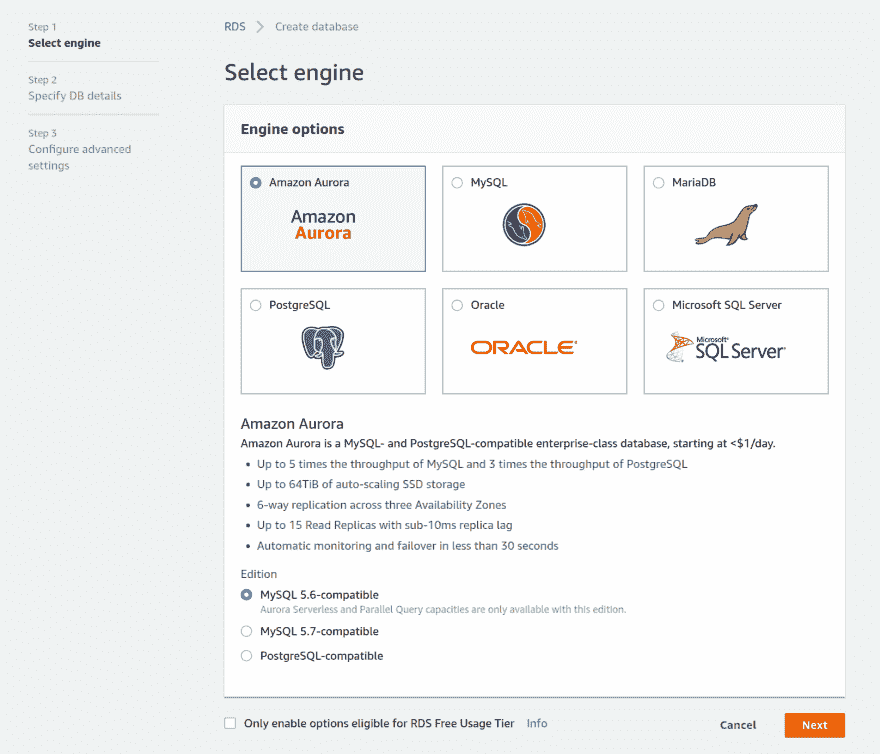 Step 1
Select engine
Step 2
Specify DB details
Step 3
Configure advanced
settings
RDS > Create database
Select engine
Engine options
Amazon Aurora
Amazon
Aurora
MySQL
MariaDB
PostgreSQL
Oracle
ORACLE
Microsoft SQL Server
Microsoft
SQL Server
Amazon Aurora
Amazon Aurora is a MySQL- and PostgreSQL-compatible enterprise-class database, starting at <$1/day.
• Up to 5 times the throughput of MySQL and 3 times the throughput of PostgreSQL
• Up to 64TiB of auto-scaling SSD storage
• 6-way replication across three Availability Zones
• Up to 15 Read Replicas with sub-10ms replica lag
• Automatic monitoring and failover in less than 30 seconds
Edition
MySQL 5.6-compatible
Aurora Serverless and Parallel Query capacities are only available with this edition.
MySQL 5.7-compatible
PostgreSQL-compatible
Only enable options eligible for RDS Free Usage Tier Info
Cancel
Next